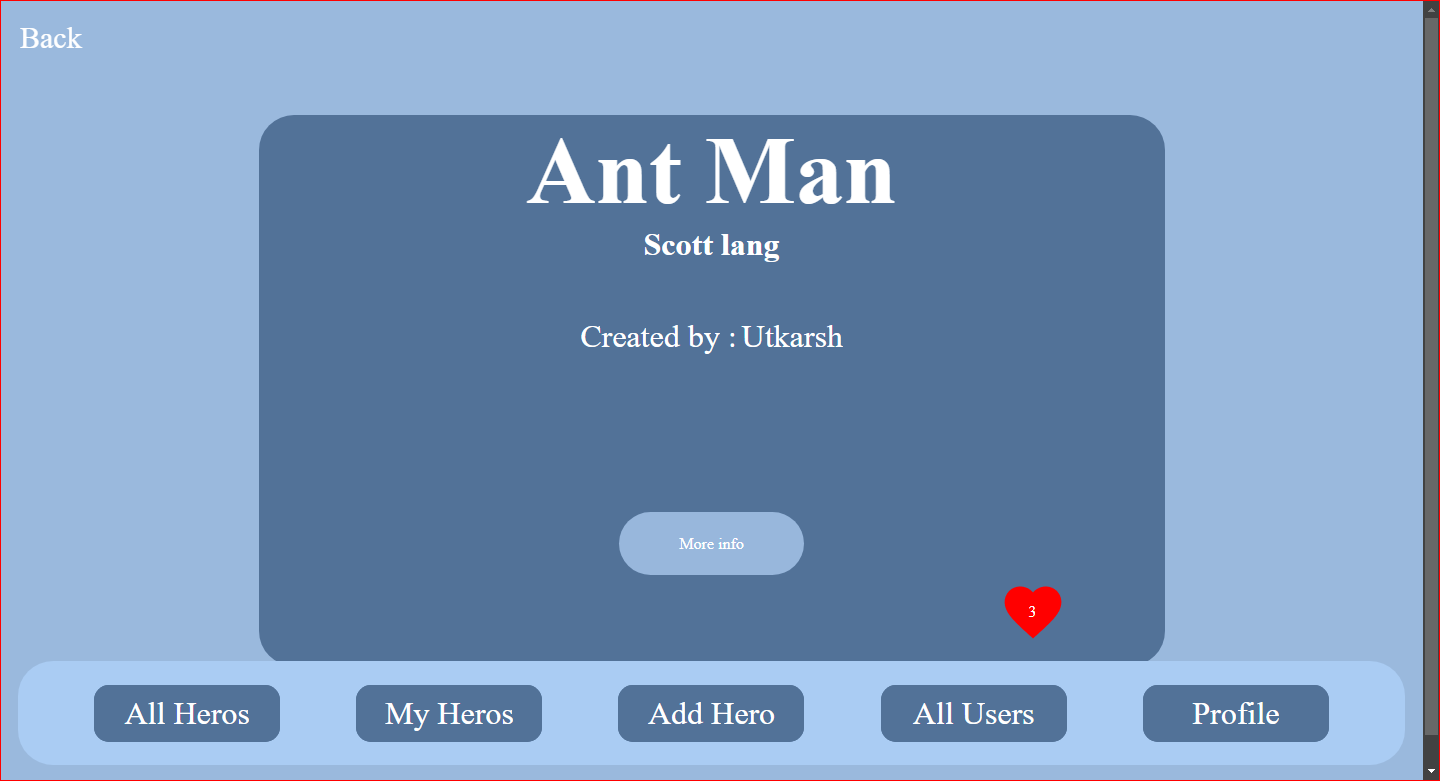 Back
Ant Man
Scott lang
Created by : Utkarsh
More info
3
All Heros
My Heros
Add Hero
All Users
Profile